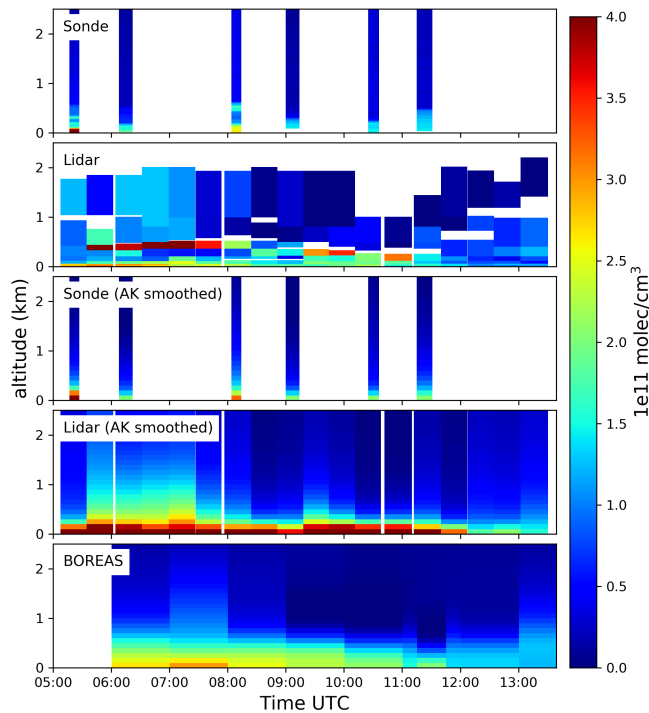 Sonde
2
1
0
Lidar
2
1
0
Sonde (AK smoothed)
2
1
0
Lidar (AK smoothed)
2
1
0
BOREAS
2
1
0
altitude (km)
05:00 06:00 07:00 08:00 09:00 10:00 11:00 12:00 13:00
Time UTC
4.0
3.5
3.0
2.5
2.0
1.5
1.0
0.5
0.0
1e11 molec/cm³